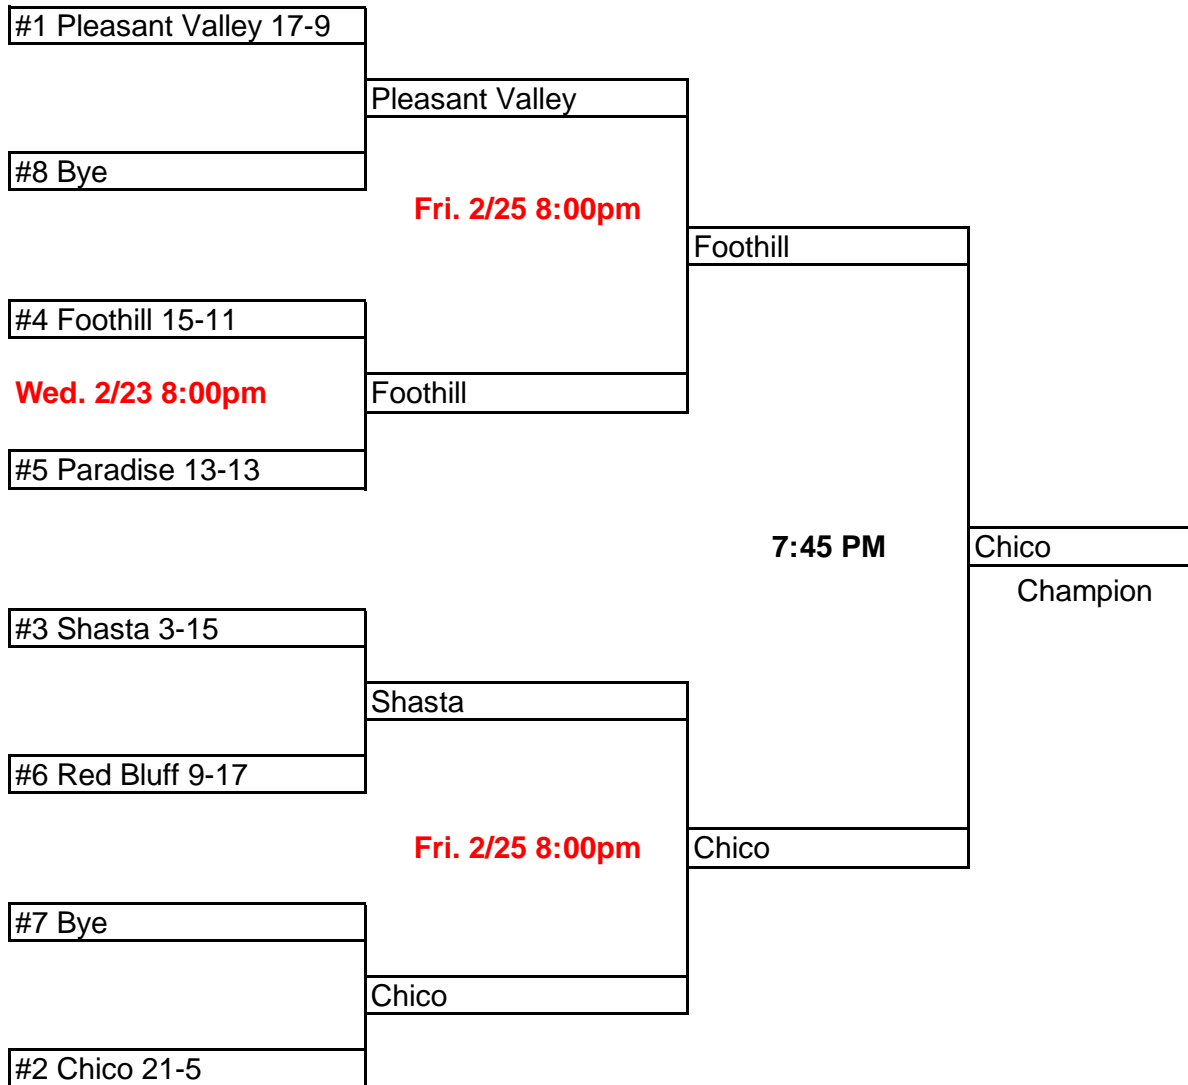 #1 Pleasant Valley 17-9
Pleasant Valley
#8 Bye
Fri. 2/25 8:00pm
Foothill
#4 Foothill 15-11
Wed. 2/23 8:00pm
Foothill
#5 Paradise 13-13
7:45 PM
Chico
Champion
#3 Shasta 3-15
Shasta
#6 Red Bluff 9-17
Fri. 2/25 8:00pm
Chico
#7 Bye
Chico
#2 Chico 21-5